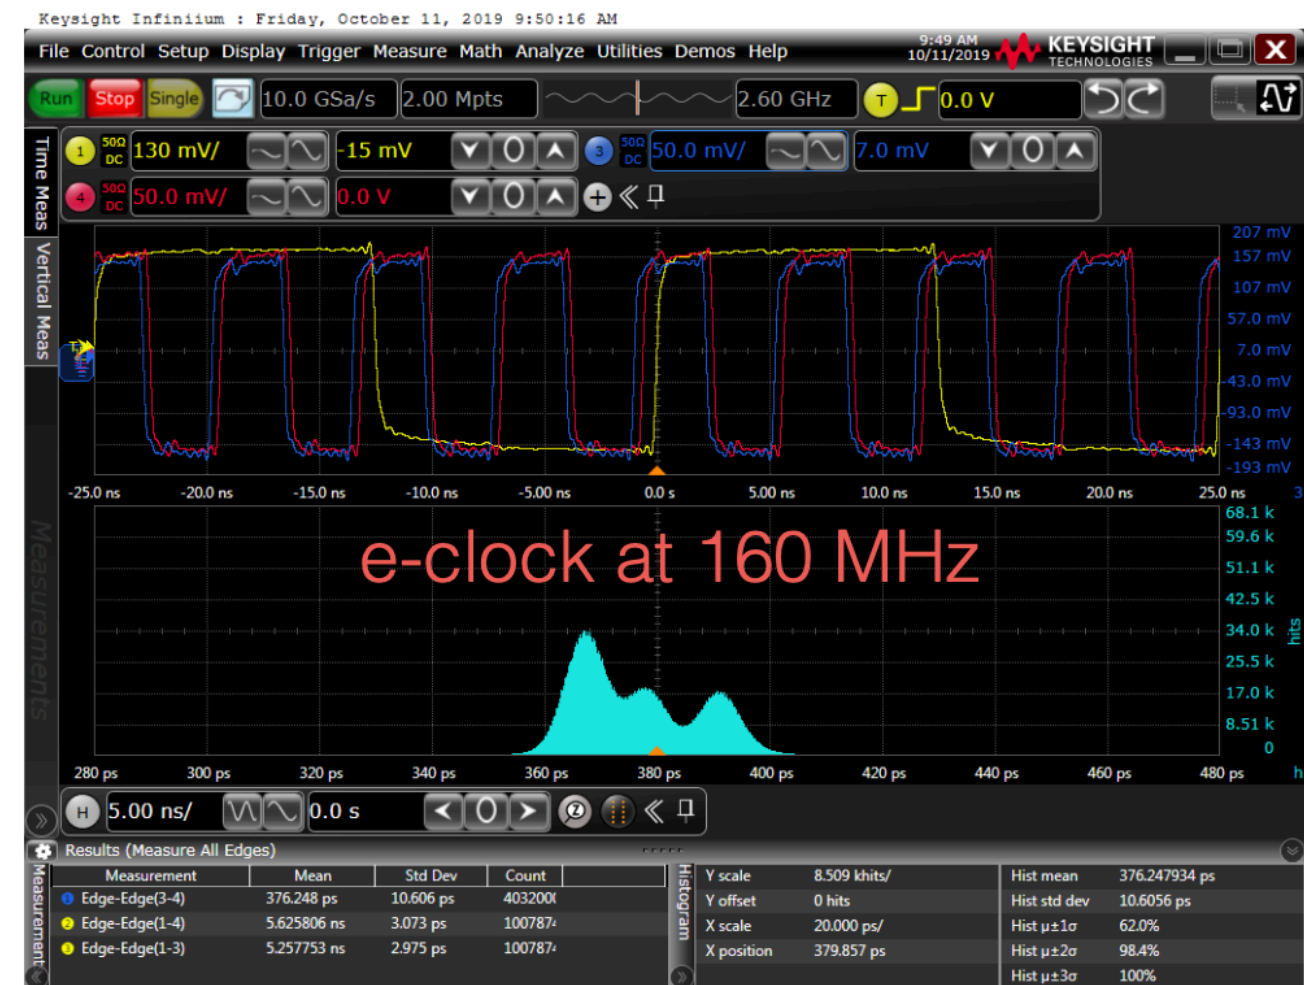 Keysight Infiniium : Friday, October 11, 2019 9:50:16 AM
File Control Setup Display Trigger Measure Math Analyze Utilities Demos Help
9:49 AM
10/11/2019
KEYSIGHT
TECHNOLOGIES
Run Stop Single 10.0 GSa/s 2.00 Mpts 2.60 GHz T 0.0 V
1 50Ω DC 130 mV/ -15 mV 0 3 50Ω DC 50.0 mV/ 7.0 mV 0
4 50Ω DC 50.0 mV/ 0.0 V 0
Time Meas
Vertical Meas
Measurements
207 mV
157 mV
107 mV
57.0 mV
7.0 mV
-43.0 mV
-93.0 mV
-143 mV
-193 mV
-25.0 ns -20.0 ns -15.0 ns -10.0 ns -5.00 ns 0.0 s 5.00 ns 10.0 ns 15.0 ns 20.0 ns 25.0 ns 3
e-clock at 160 MHz
68.1 k
59.6 k
51.1 k
42.5 k
34.0 k
25.5 k
17.0 k
8.51 k
0
hits
280 ps 300 ps 320 ps 340 ps 360 ps 380 ps 400 ps 420 ps 440 ps 460 ps 480 ps h
H 5.00 ns/ 0.0 s 0 Z
Results (Measure All Edges)
Measurement
Measurement Mean Std Dev Count
Edge-Edge(3-4) 376.248 ps 10.606 ps 4032000
Edge-Edge(1-4) 5.625806 ns 3.073 ps 100787
Edge-Edge(1-3) 5.257753 ns 2.975 ps 100787
Histogram
Y scale 8.509 khits/ Hist mean 376.247934 ps
Y offset 0 hits Hist std dev 10.6056 ps
X scale 20.000 ps/ Hist μ±1σ 62.0%
X position 379.857 ps Hist μ±2σ 98.4%
Hist μ±3σ 100%